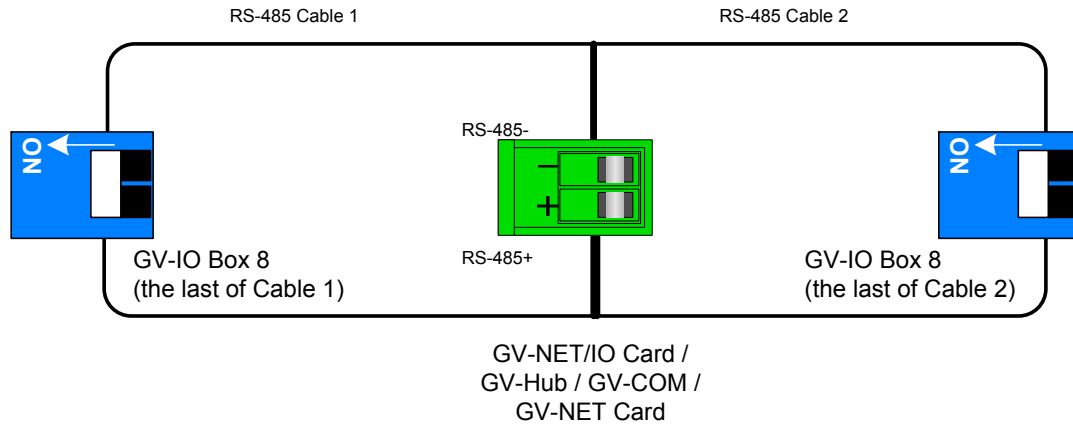 RS-485 Cable 1
RS-485 Cable 2
RS-485-
ON
ON
−
+
RS-485+
GV-IO Box 8
(the last of Cable 1)
GV-IO Box 8
(the last of Cable 2)
GV-NET/IO Card /
GV-Hub / GV-COM /
GV-NET Card